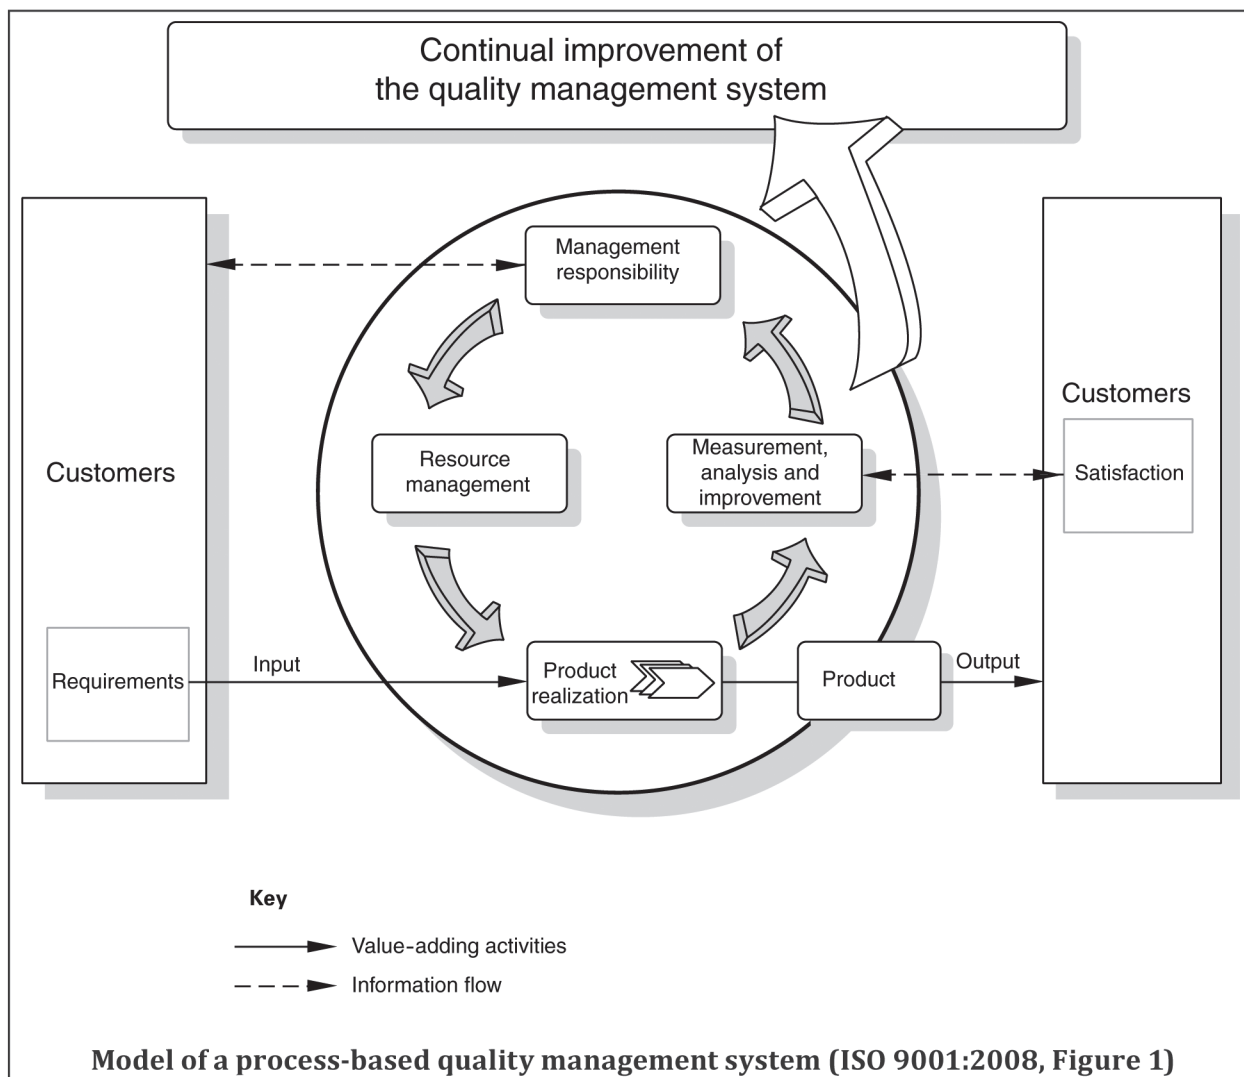 Continual improvement of
the quality management system
Management
responsibility
Customers
Resource
management
Measurement,
analysis and
improvement
Customers
Satisfaction
Requirements
Input
Product
realization
Product
Output
Key
Value-adding activities
Information flow
Model of a process-based quality management system (ISO 9001:2008, Figure 1)